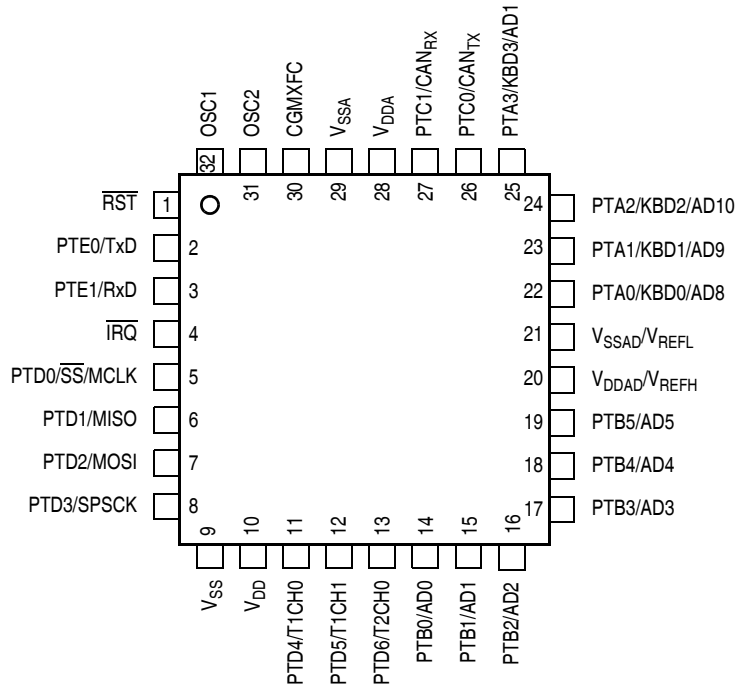 OSC1
OSC2
CGMXFC
VSSA
VDDA
PTC1/CANRX
PTC0/CANTX
PTA3/KBD3/AD1
32
31
30
29
28
27
26
25
RST
1
PTE0/TxD
2
PTE1/RxD
3
IRQ
4
PTD0/SS/MCLK
5
PTD1/MISO
6
PTD2/MOSI
7
PTD3/SPSCK
8
24
PTA2/KBD2/AD10
23
PTA1/KBD1/AD9
22
PTA0/KBD0/AD8
21
VSSAD/VREFL
20
VDDAD/VREFH
19
PTB5/AD5
18
PTB4/AD4
17
PTB3/AD3
9
10
11
12
13
14
15
16
VSS
VDD
PTD4/T1CH0
PTD5/T1CH1
PTD6/T2CH0
PTB0/AD0
PTB1/AD1
PTB2/AD2